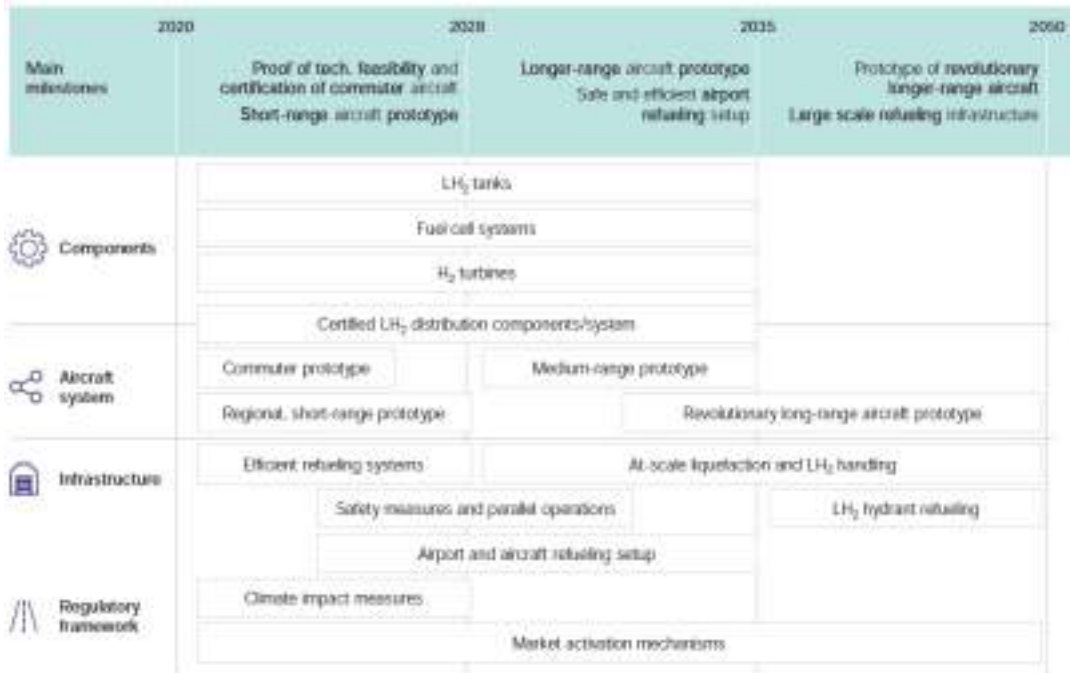 2020 2028 2035 2050
Main
milestones
Proof of tech. feasibility and
certification of commuter aircraft
Short-range aircraft prototype
Longer-range aircraft prototype
Safe and efficient airport
refueling setup
Prototype of revolutionary
longer-range aircraft
Large scale refueling infrastructure
Components
LH₂ tanks
Fuel cell systems
H₂ turbines
Certified LH₂ distribution components/system
Aircraft
system
Commuter prototype
Medium-range prototype
Regional, short-range prototype
Revolutionary long-range aircraft prototype
Infrastructure
Efficient refueling systems
At-scale liquefaction and LH₂ handling
Safety measures and parallel operations
LH₂ hydrant refueling
Airport and aircraft refueling setup
Regulatory
framework
Climate impact measures
Market activation mechanisms